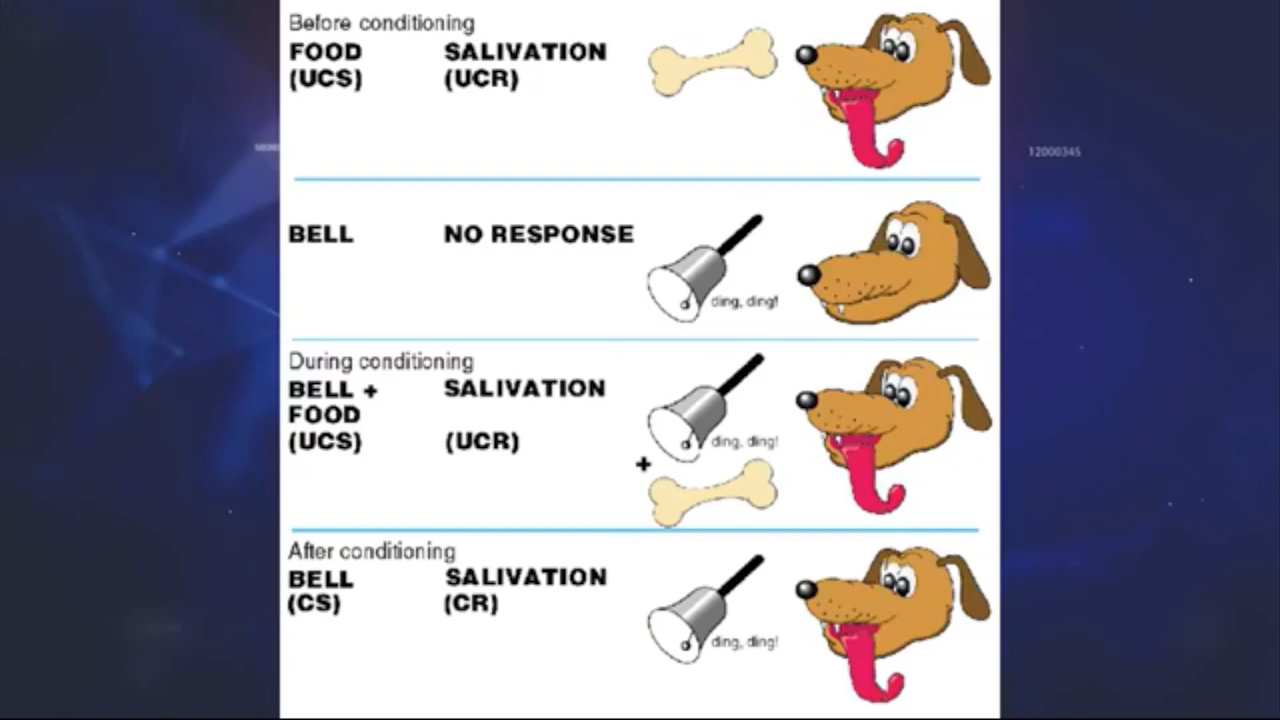 Before conditioning
FOOD SALIVATION
(UCS) (UCR)
12000345
BELL NO RESPONSE
ding, ding!
During conditioning
BELL + SALIVATION
FOOD
(UCS) (UCR)
ding, ding!
+
After conditioning
BELL SALIVATION
(CS) (CR)
ding, ding!